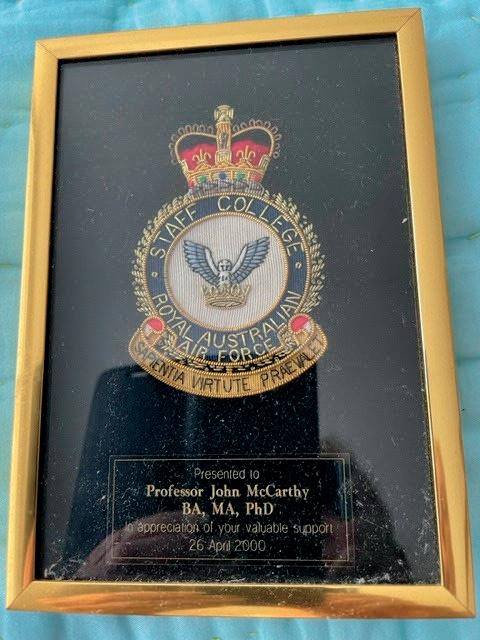 STAFF COLLEGE
ROYAL AUSTRALIAN
AIR FORCE
SAPIENTIA VIRTUTE PRAEVALET
Presented to
Professor John McCarthy
BA, MA, PhD
In appreciation of your valuable support
26 April 2000